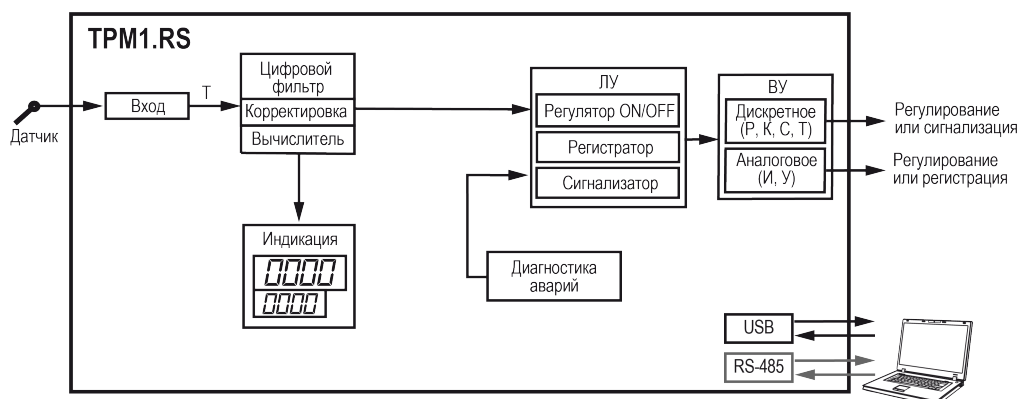 ТРМ1.RS
Датчик
Вход
T
Цифровой
фильтр
Корректировка
Вычислитель
Индикация
0000
0000
ЛУ
Регулятор ON/OFF
Регистратор
Сигнализатор
Диагностика
аварий
ВУ
Дискретное
(Р, К, С, Т)
Аналоговое
(И, У)
Регулирование
или сигнализация
Регулирование
или регистрация
USB
RS-485